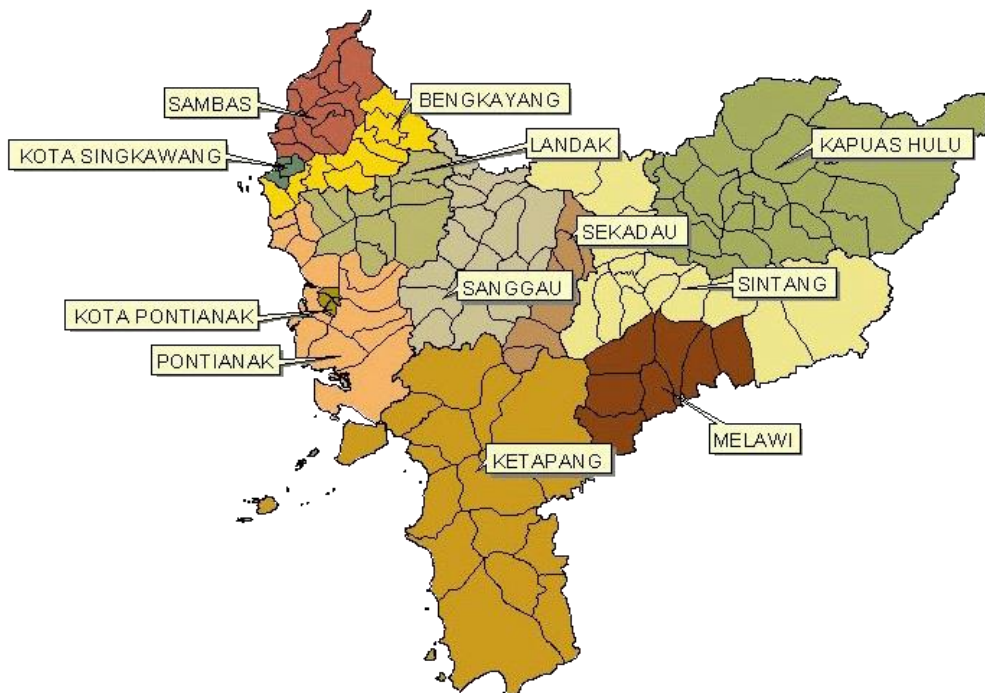 SAMBAS
BENGKAYANG
KOTA SINGKAWANG
LANDAK
KAPUAS HULU
SEKADAU
SINTANG
SANGGAU
KOTA PONTIANAK
PONTIANAK
MELAWI
KETAPANG